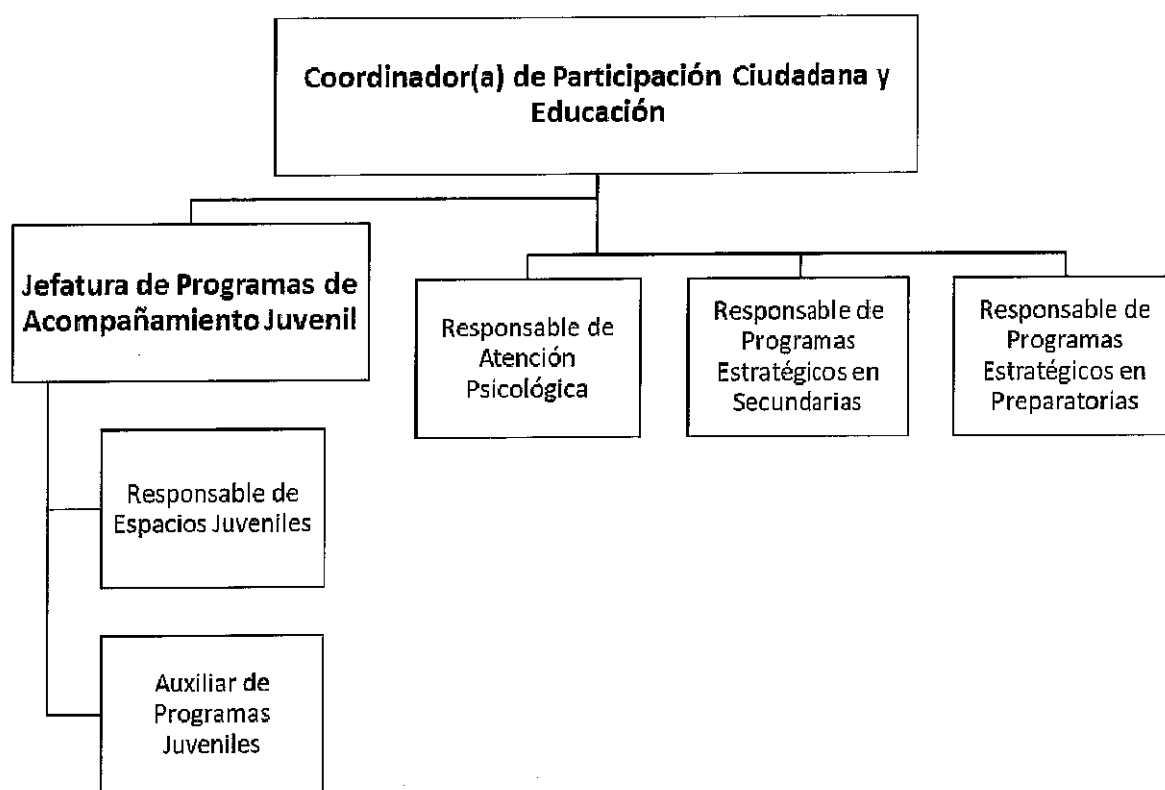 Coordinador(a) de Participación Ciudadana y
Educación
Jefatura de Programas de
Acompañamiento Juvenil
Responsable de
Atención
Psicológica
Responsable de
Programas
Estratégicos en
Secundarias
Responsable de
Programas
Estratégicos en
Preparatorias
Responsable de
Espacios Juveniles
Auxiliar de
Programas
Juveniles